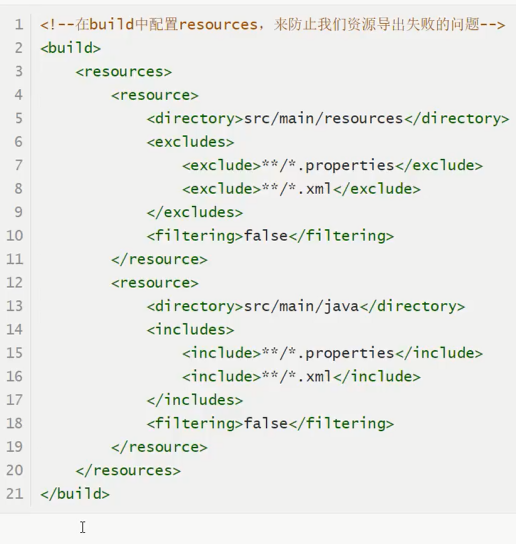 1 <!--在build中配置resources，来防止我们资源导出失败的问题-->
2 <build>
3     <resources>
4         <resource>
5             <directory>src/main/resources</directory>
6             <excludes>
7                 <exclude>**/*.properties</exclude>
8                 <exclude>**/*.xml</exclude>
9             </excludes>
10             <filtering>false</filtering>
11         </resource>
12         <resource>
13             <directory>src/main/java</directory>
14             <includes>
15                 <include>**/*.properties</include>
16                 <include>**/*.xml</include>
17             </includes>
18             <filtering>false</filtering>
19         </resource>
20     </resources>
21 </build>